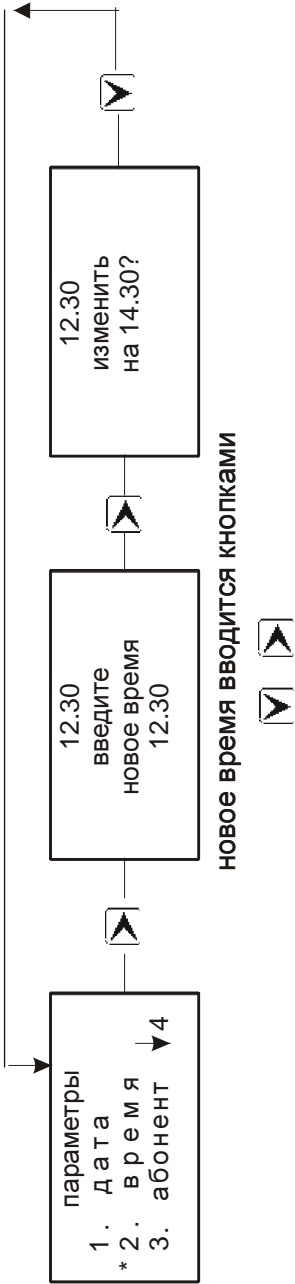 параметры
1. дата
* 2. время
3. абонент 4
12.30
введите
новое время
12.30
12.30
изменить
на 14.30?
новое время вводится кнопками